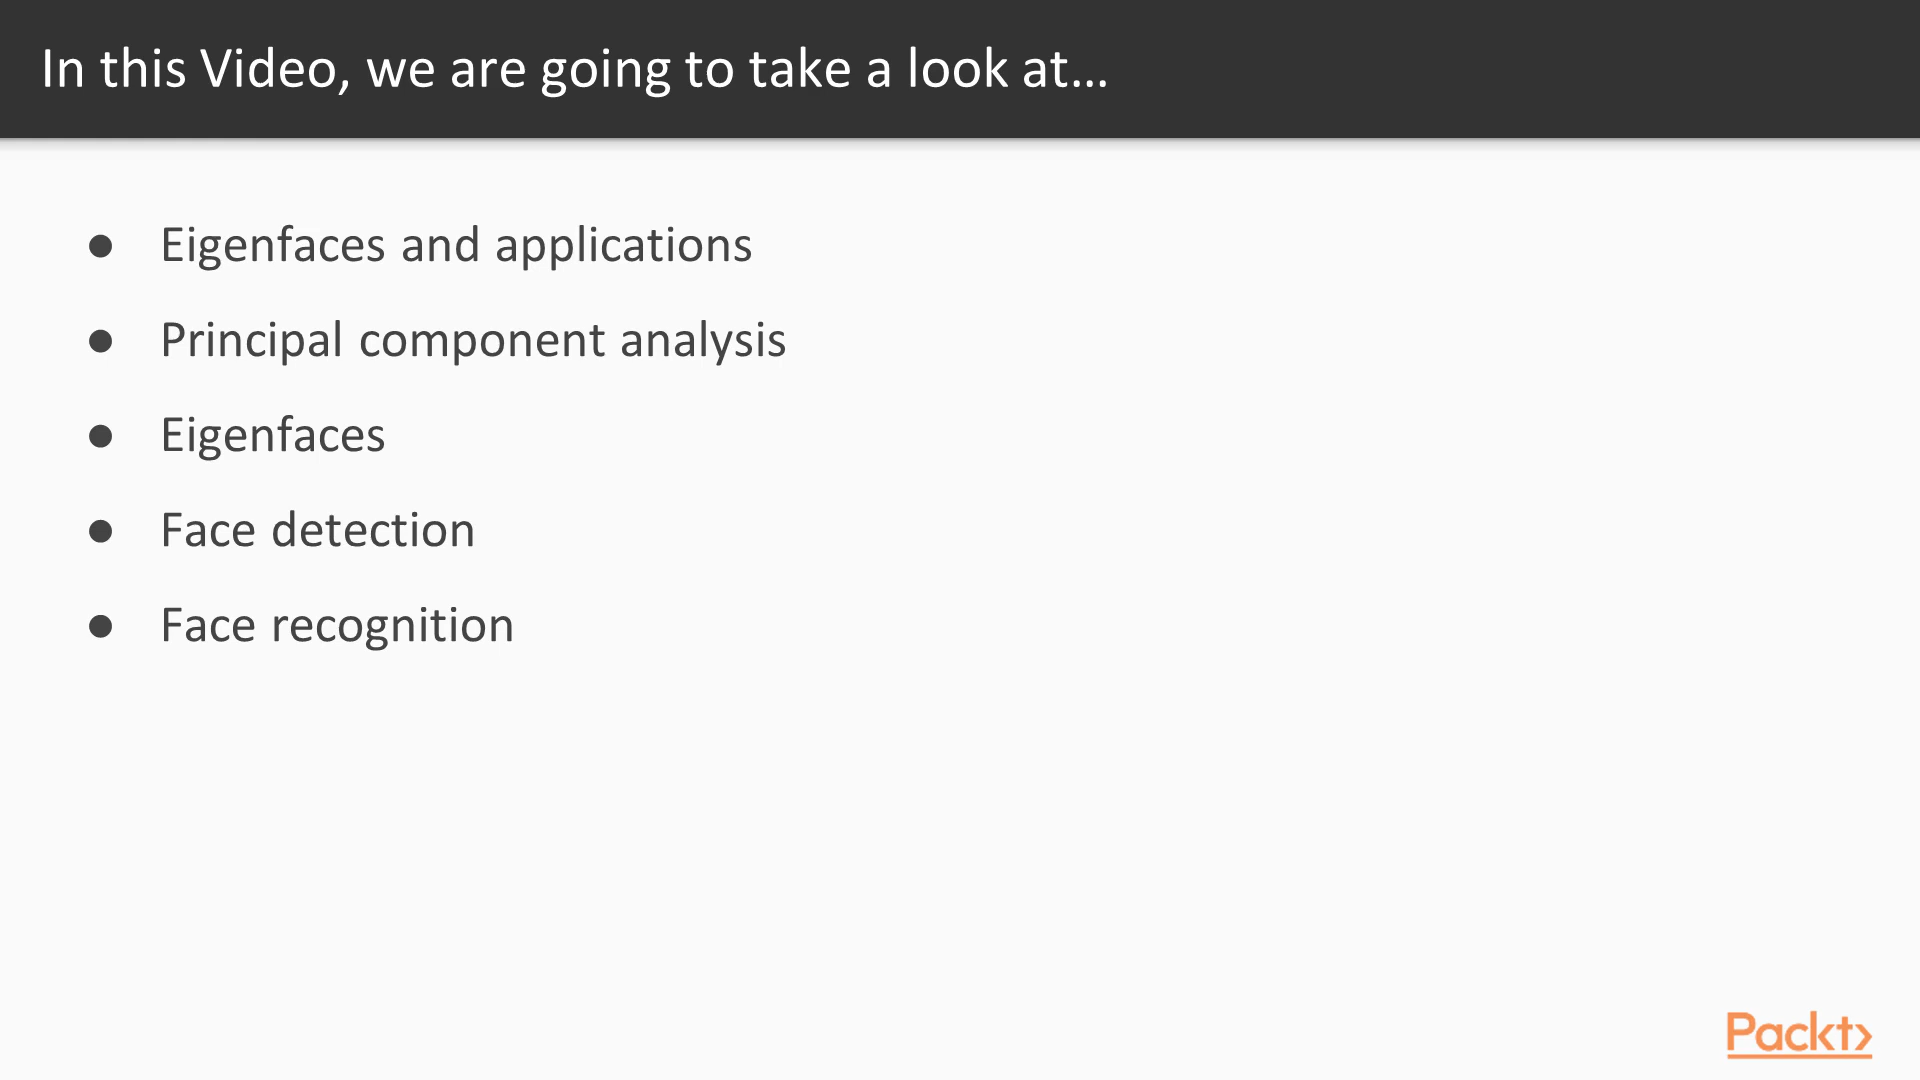 In this Video, we are going to take a look at...
● Eigenfaces and applications
● Principal component analysis
● Eigenfaces
● Face detection
● Face recognition
Packt>